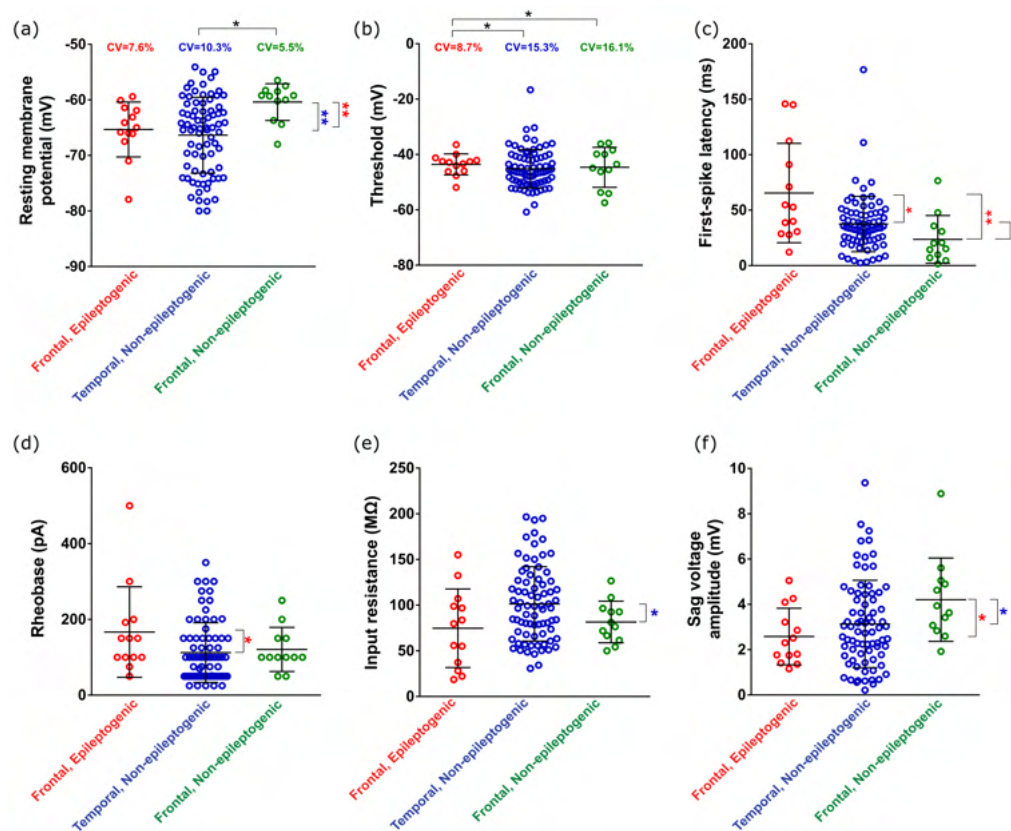 (a)
*
CV=7.6% CV=10.3% CV=5.5%
-50
-60
-70
-80
-90
Resting membrane
potential (mV)
**
**
Frontal, Epileptogenic
Temporal, Non-epileptogenic
Frontal, Non-epileptogenic
(b)
*
*
CV=8.7% CV=15.3% CV=16.1%
0
-20
-40
-60
-80
Threshold (mV)
Frontal, Epileptogenic
Temporal, Non-epileptogenic
Frontal, Non-epileptogenic
(c)
200
150
100
50
0
First-spike latency (ms)
*
**
Frontal, Epileptogenic
Temporal, Non-epileptogenic
Frontal, Non-epileptogenic
(d)
600
400
200
0
Rheobase (pA)
*
Frontal, Epileptogenic
Temporal, Non-epileptogenic
Frontal, Non-epileptogenic
(e)
250
200
150
100
50
0
Input resistance (MΩ)
*
Frontal, Epileptogenic
Temporal, Non-epileptogenic
Frontal, Non-epileptogenic
(f)
10
8
6
4
2
0
Sag voltage
amplitude (mV)
*
*
Frontal, Epileptogenic
Temporal, Non-epileptogenic
Frontal, Non-epileptogenic